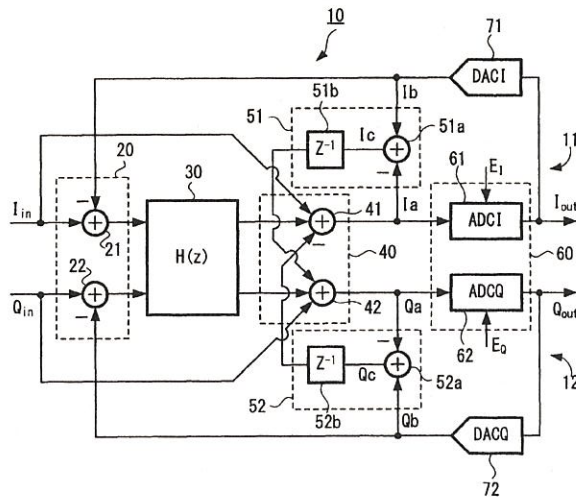 10
71
DACI
51
51b
Ib
Ic
51a
Z⁻¹
11
20
30
61
E_I
I_in
−
21
H(z)
−
41
Ia
ADCI
I_out
22
40
60
Q_in
−
42
Qa
ADCQ
Q_out
62
E_Q
−
Z⁻¹
Qc
52a
52
52b
Qb
12
DACQ
72